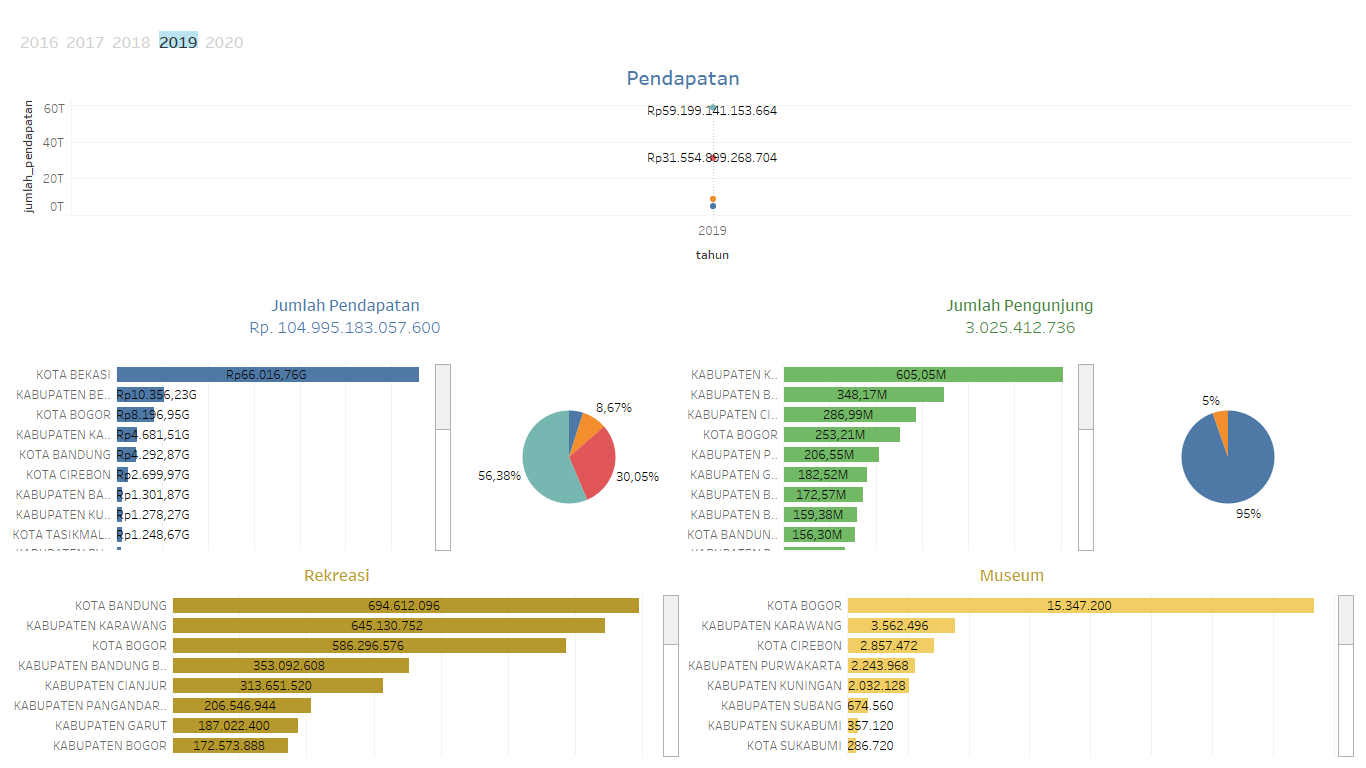 2016 2017 2018 2019 2020
Pendapatan
jumlah_pendapatan
60T
40T
20T
0T
Rp59.199.141.153.664
Rp31.554.899.268.704
2019
tahun
Jumlah Pendapatan
Rp. 104.995.183.057.600
KOTA BEKASI Rp66.016,76G
KABUPATEN BE.. Rp10.356,23G
KOTA BOGOR Rp8.196,95G
KABUPATEN KA.. Rp4.681,51G
KOTA BANDUNG Rp4.292,87G
KOTA CIREBON Rp2.699,97G
KABUPATEN BA.. Rp1.301,87G
KABUPATEN KU.. Rp1.278,27G
KOTA TASIKMAL.. Rp1.248,67G
8,67%
56,38%
30,05%
Jumlah Pengunjung
3.025.412.736
KABUPATEN K.. 605,05M
KABUPATEN B.. 348,17M
KABUPATEN CI.. 286,99M
KOTA BOGOR 253,21M
KABUPATEN P.. 206,55M
KABUPATEN G.. 182,52M
KABUPATEN B.. 172,57M
KABUPATEN B.. 159,38M
KOTA BANDUN.. 156,30M
5%
95%
Rekreasi
KOTA BANDUNG 694.612.096
KABUPATEN KARAWANG 645.130.752
KOTA BOGOR 586.296.576
KABUPATEN BANDUNG B.. 353.092.608
KABUPATEN CIANJUR 313.651.520
KABUPATEN PANGANDAR.. 206.546.944
KABUPATEN GARUT 187.022.400
KABUPATEN BOGOR 172.573.888
Museum
KOTA BOGOR 15.347.200
KABUPATEN KARAWANG 3.562.496
KOTA CIREBON 2.857.472
KABUPATEN PURWAKARTA 2.243.968
KABUPATEN KUNINGAN 2.032.128
KABUPATEN SUBANG 674.560
KABUPATEN SUKABUMI 357.120
KOTA SUKABUMI 286.720